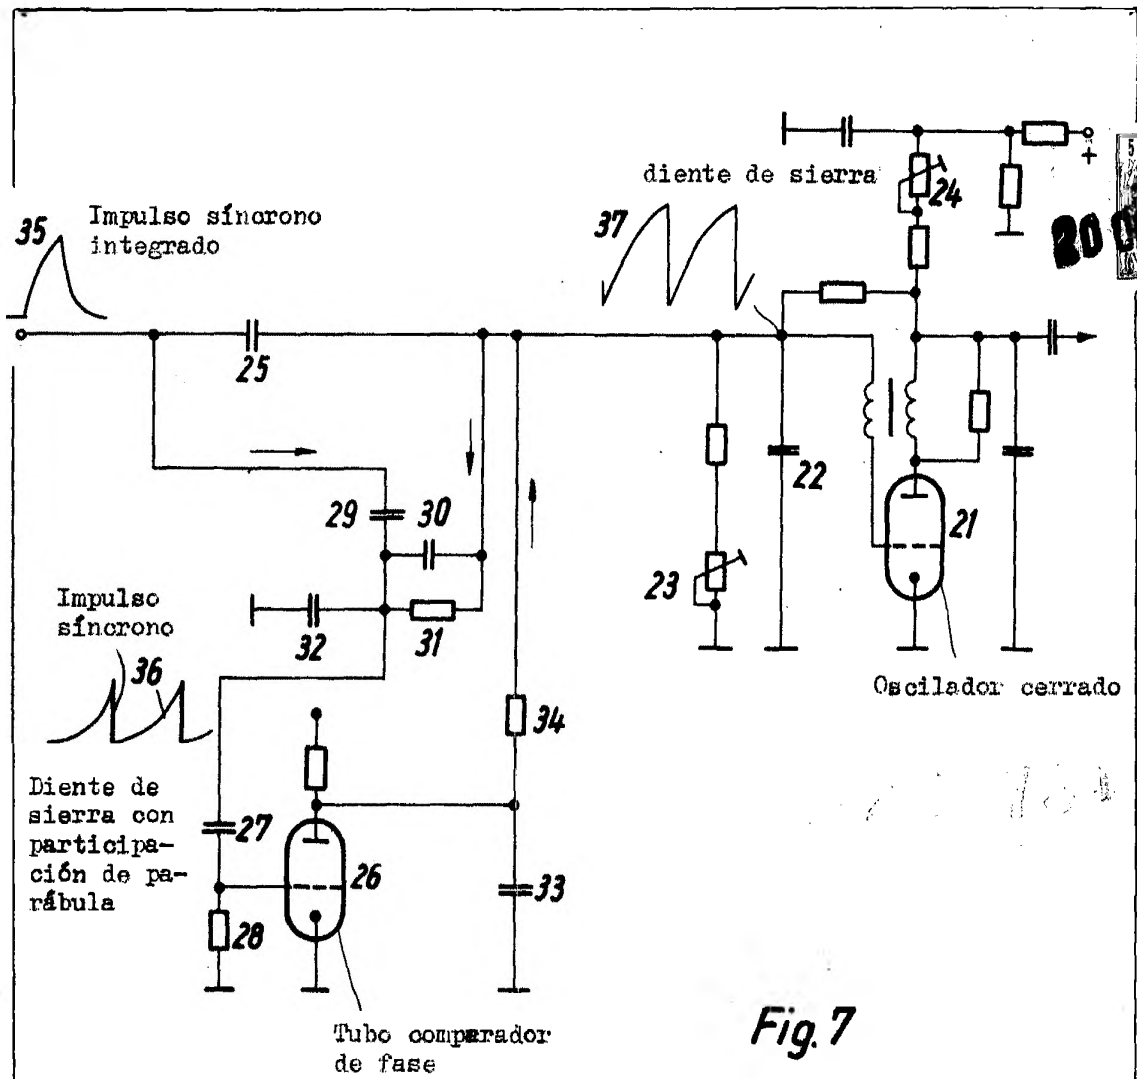 5
+
diente de sierra
24
20
35
Impulso síncrono
integrado
37
25
29
30
22
21
23
Impulso
síncrono
36
32
31
Oscilador cerrado
34
Diente de
sierra con
participa-
ción de pa-
rábula
27
26
33
28
Tubo comparador
de fase
Fig. 7